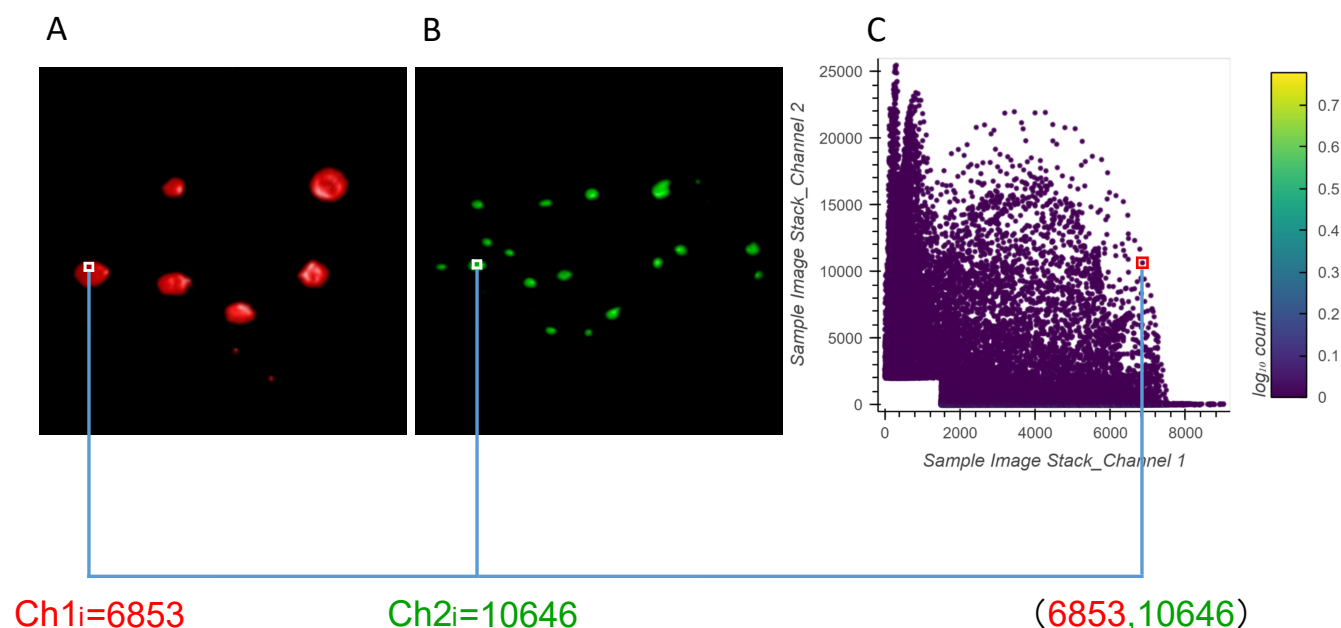 A
B
C
25000
20000
15000
10000
5000
0
Sample Image Stack_Channel 2
0
2000
4000
6000
8000
Sample Image Stack_Channel 1
0.7
0.6
0.5
0.4
0.3
0.2
0.1
0
log₁₀ count
Ch1i=6853
Ch2i=10646
(6853,10646)